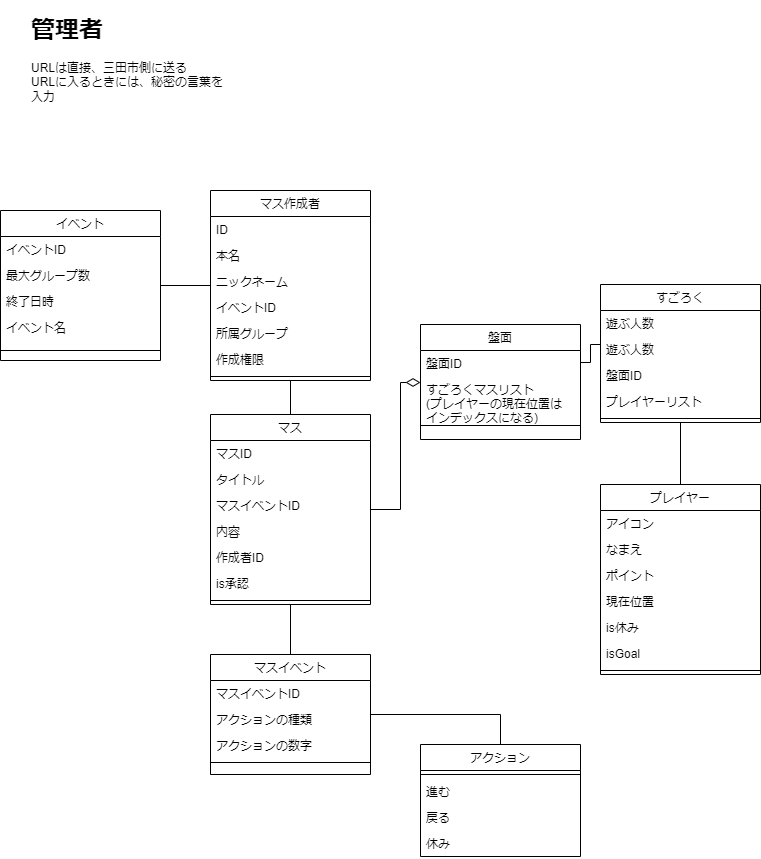 管理者
URLは直接、三田市側に送る
URLに入るときには、秘密の言葉を
入力
イベント
イベントID
最大グループ数
終了日時
イベント名
マス作成者
ID
本名
ニックネーム
イベントID
所属グループ
作成権限
マス
マスID
タイトル
マスイベントID
内容
作成者ID
is承認
マスイベント
マスイベントID
アクションの種類
アクションの数字
盤面
盤面ID
すごろくマスリスト
(プレイヤーの現在位置は
インデックスになる)
すごろく
遊ぶ人数
遊ぶ人数
盤面ID
プレイヤーリスト
プレイヤー
アイコン
なまえ
ポイント
現在位置
is休み
isGoal
アクション
進む
戻る
休み